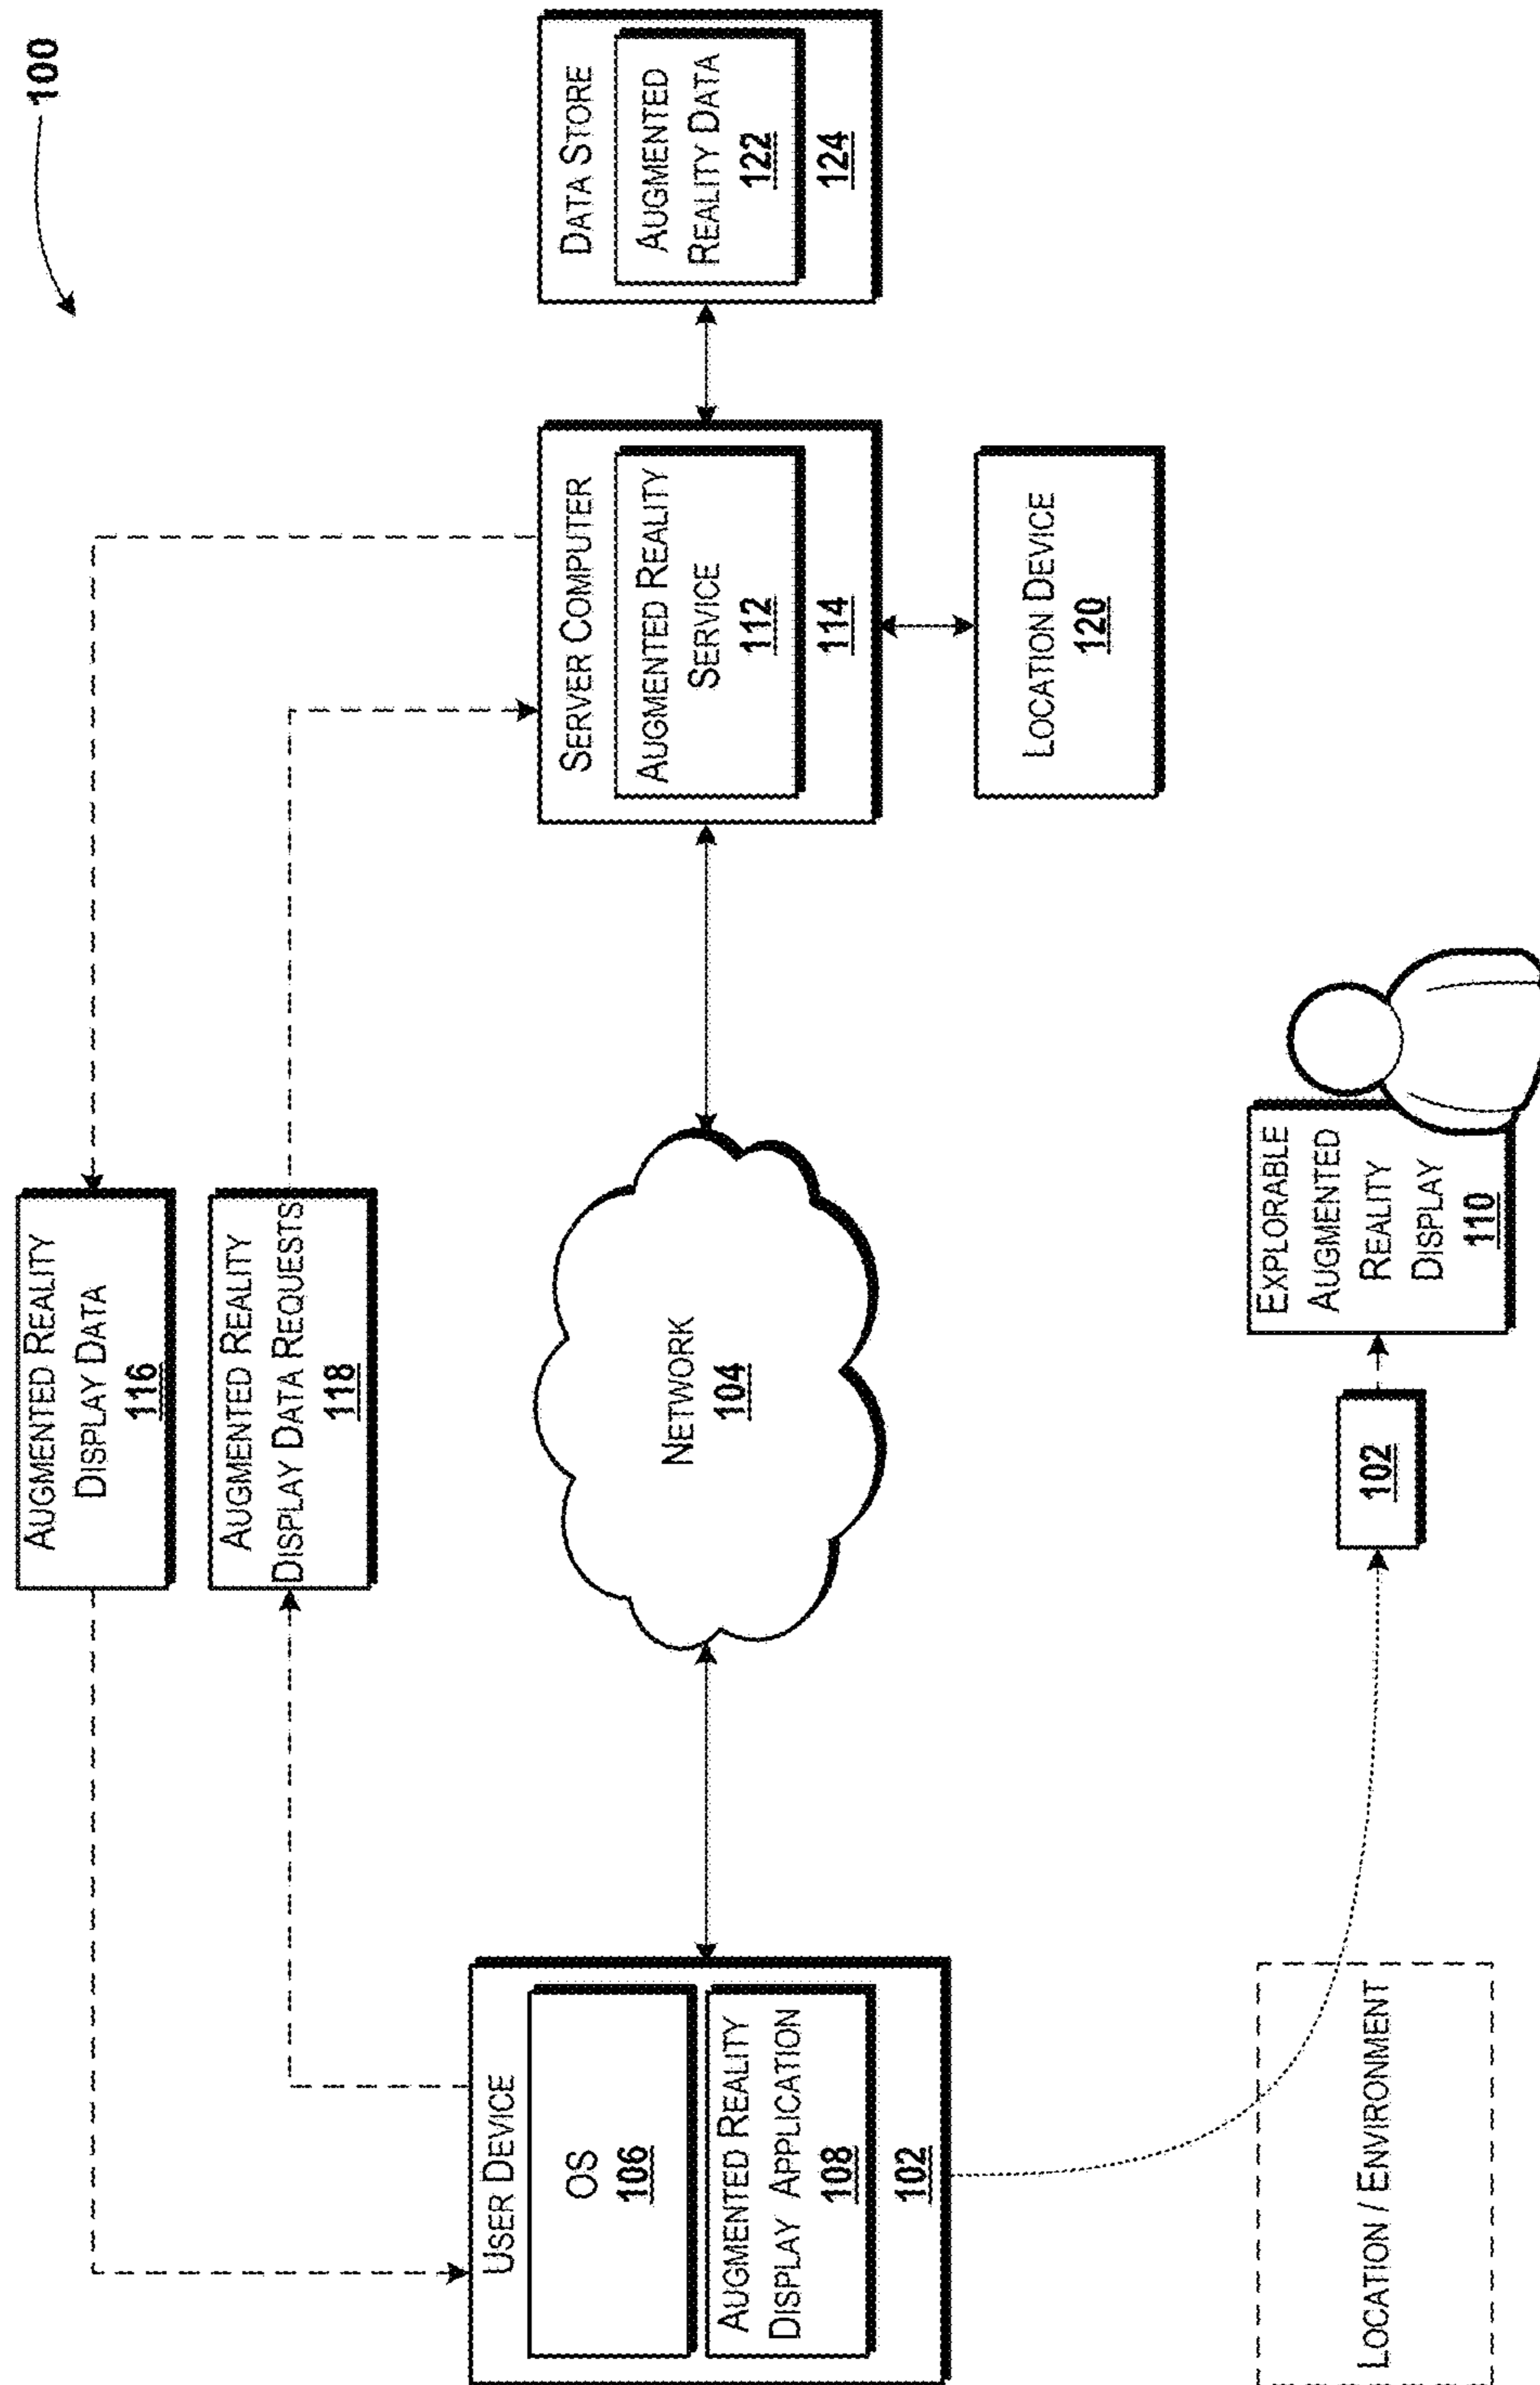 100
AUGMENTED REALITY
DISPLAY DATA
116
AUGMENTED REALITY
DISPLAY DATA REQUESTS
118
USER DEVICE
OS
106
AUGMENTED REALITY
DISPLAY APPLICATION
108
102
NETWORK
104
SERVER COMPUTER
AUGMENTED REALITY
SERVICE
112
114
DATA STORE
AUGMENTED
REALITY DATA
122
124
LOCATION DEVICE
120
LOCATION / ENVIRONMENT
102
EXPLORABLE
AUGMENTED
REALITY
DISPLAY
110